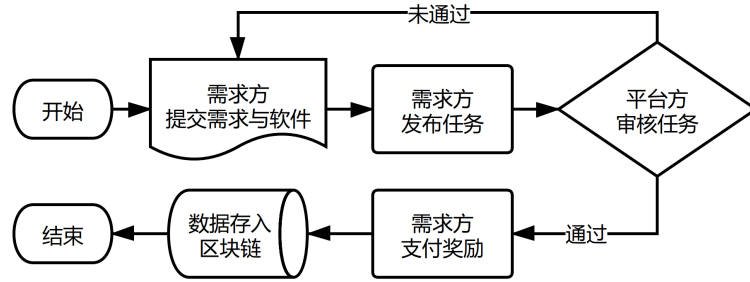 未通过
开始
需求方
提交需求与软件
需求方
发布任务
平台方
审核任务
通过
需求方
支付奖励
数据存入
区块链
结束